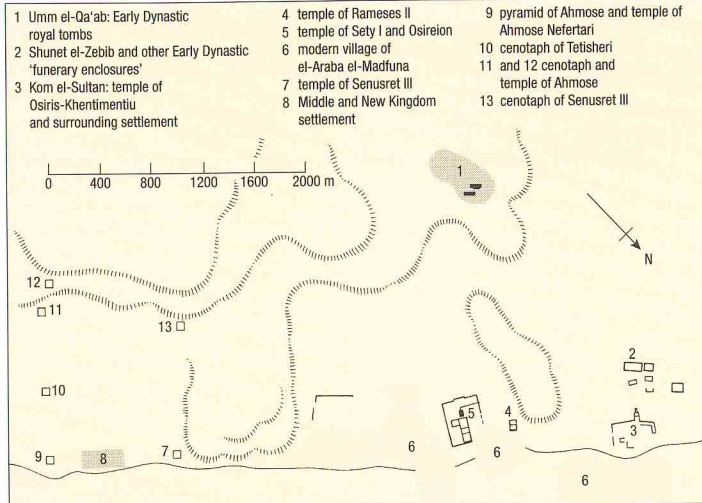 1 Umm el-Qa'ab: Early Dynastic
royal tombs
2 Shunet el-Zebib and other Early Dynastic
'funerary enclosures'
3 Kom el-Sultan: temple of
Osiris-Khentimentiu
and surrounding settlement
4 temple of Rameses II
5 temple of Sety I and Osireion
6 modern village of
el-Araba el-Madfuna
7 temple of Senusret III
8 Middle and New Kingdom
settlement
9 pyramid of Ahmose and temple of
Ahmose Nefertari
10 cenotaph of Tetisheri
11 and 12 cenotaph and
temple of Ahmose
13 cenotaph of Senusret III
0 400 800 1200 1600 2000 m
1
N
12
11
13
2
10
5
4
3
9
8
7
6
6
6